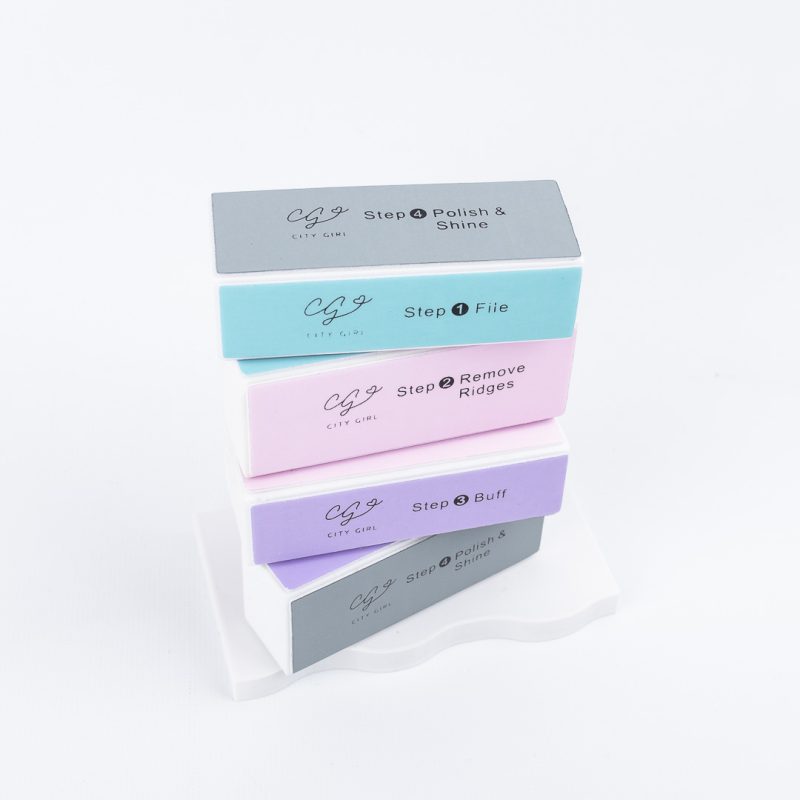 CG
CITY GIRL
Step 4 Polish &
Shine
CG
CITY GIRL
Step 1 File
CG
CITY GIRL
Step 2 Remove
Ridges
CG
CITY GIRL
Step 3 Buff
CG
CITY GIRL
Step 4 Polish &
Shine